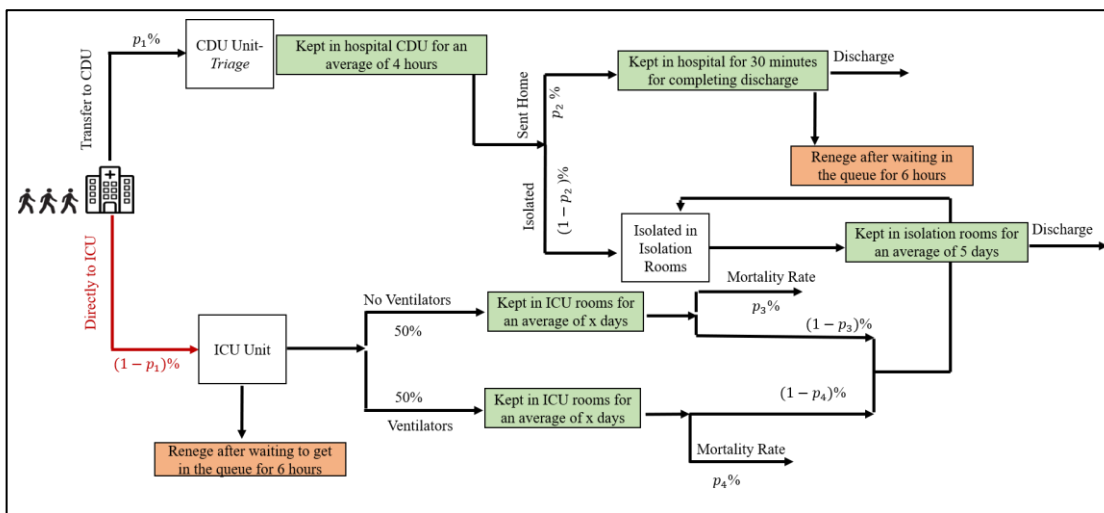 p₁%
CDU Unit-
Triage
Kept in hospital CDU for an
average of 4 hours
Transfer to CDU
Sent Home
p₂ %
Kept in hospital for 30 minutes
for completing discharge
Discharge
Renege after waiting in
the queue for 6 hours
Isolated
(1 − p₂ )%
Isolated in
Isolation
Rooms
Kept in isolation rooms for
an average of 5 days
Discharge
Directly to ICU
(1 − p₁)%
ICU Unit
Renege after waiting to get
in the queue for 6 hours
No Ventilators
50%
Kept in ICU rooms for
an average of x days
Mortality Rate
p₃%
(1 − p₃)%
50%
Ventilators
Kept in ICU rooms for
an average of x days
(1 − p₄)%
Mortality Rate
p₄%